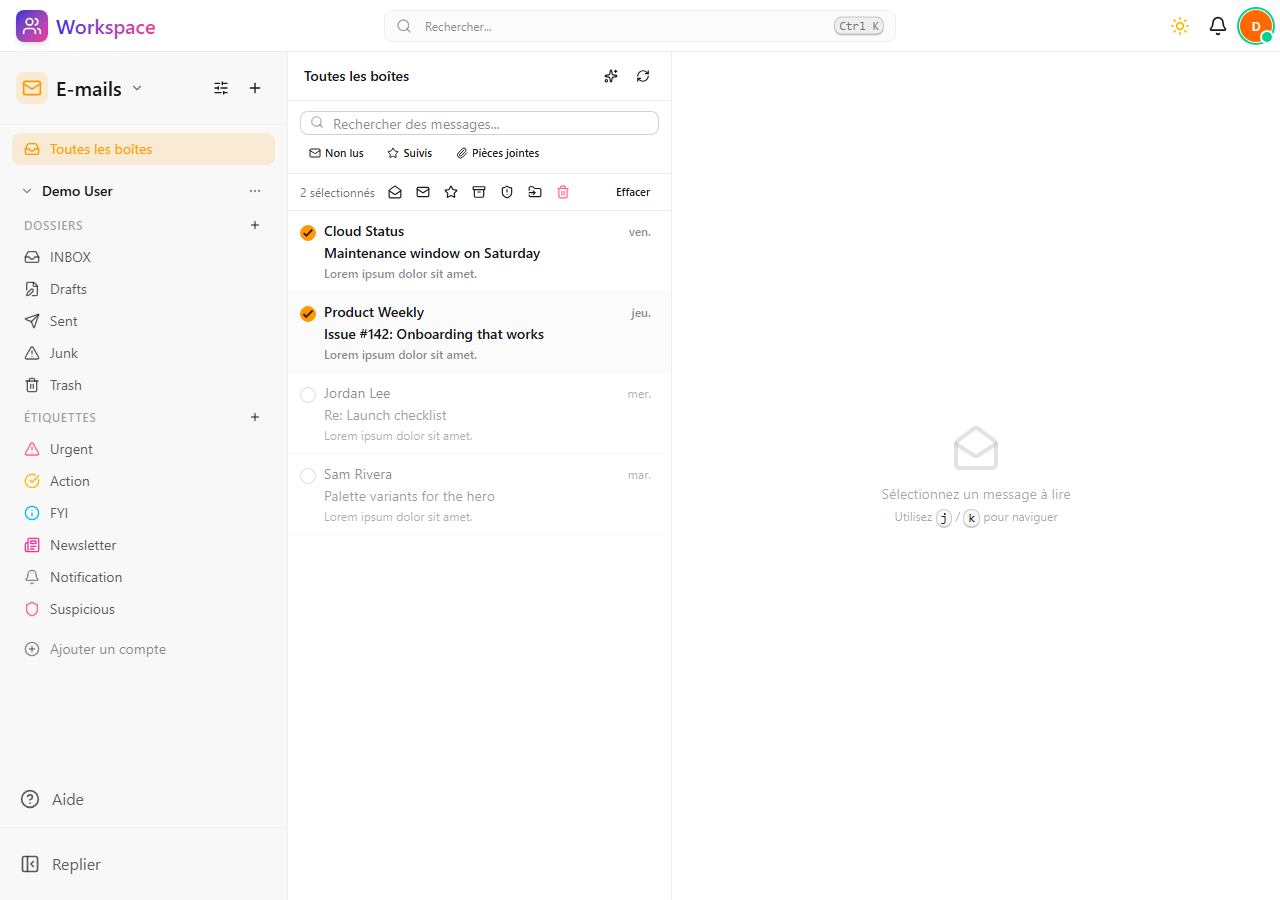 Workspace
Rechercher...
Ctrl K
D
E-mails
Toutes les boîtes
Demo User
DOSSIERS
INBOX
Drafts
Sent
Junk
Trash
ÉTIQUETTES
Urgent
Action
FYI
Newsletter
Notification
Suspicious
Ajouter un compte
Aide
Replier
Toutes les boîtes
Rechercher des messages...
Non lus
Suivis
Pièces jointes
2 sélectionnés
Effacer
Cloud Status
ven.
Maintenance window on Saturday
Lorem ipsum dolor sit amet.
Product Weekly
jeu.
Issue #142: Onboarding that works
Lorem ipsum dolor sit amet.
Jordan Lee
mer.
Re: Launch checklist
Lorem ipsum dolor sit amet.
Sam Rivera
mar.
Palette variants for the hero
Lorem ipsum dolor sit amet.
Sélectionnez un message à lire
Utilisez j / k pour naviguer